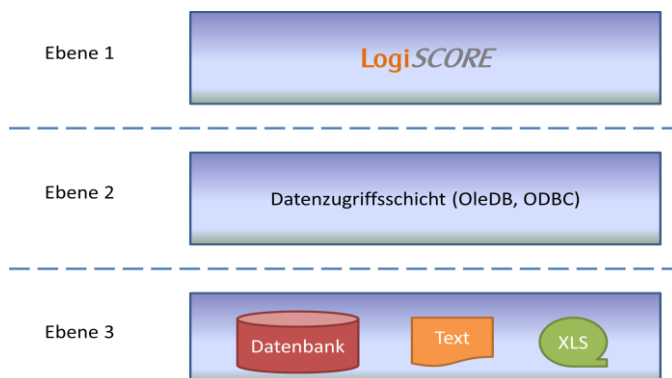 Ebene 1
LogiSCORE
Ebene 2
Datenzugriffsschicht (OleDB, ODBC)
Ebene 3
Datenbank
Text
XLS